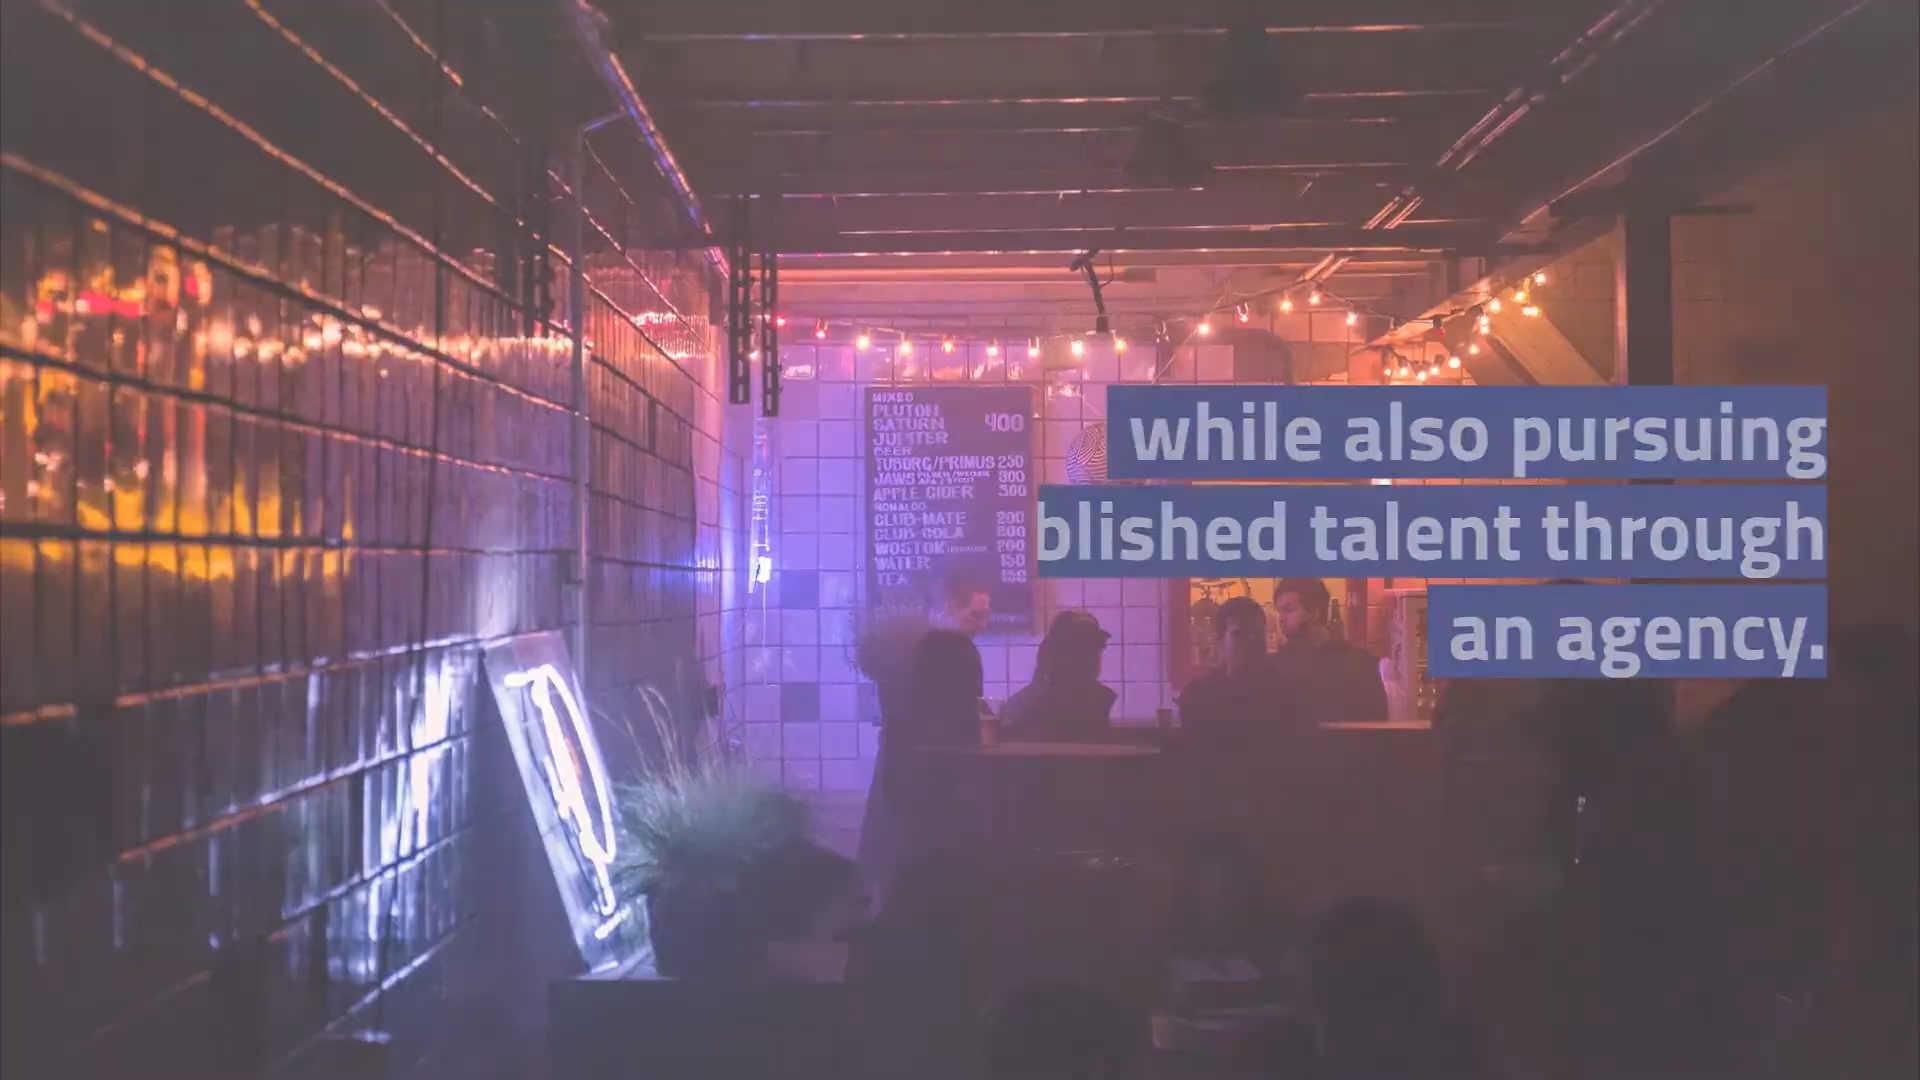 MIXED
PLUTON
SATURN 400
JUPITER
BEER
TUBORG/PRIMUS 250
JAWS 300
APPLE CIDER 300
CLUB-MATE 200
CLUB-COLA 200
WOSTOK 200
WATER 150
TEA 150
while also pursuing
blished talent through
an agency.